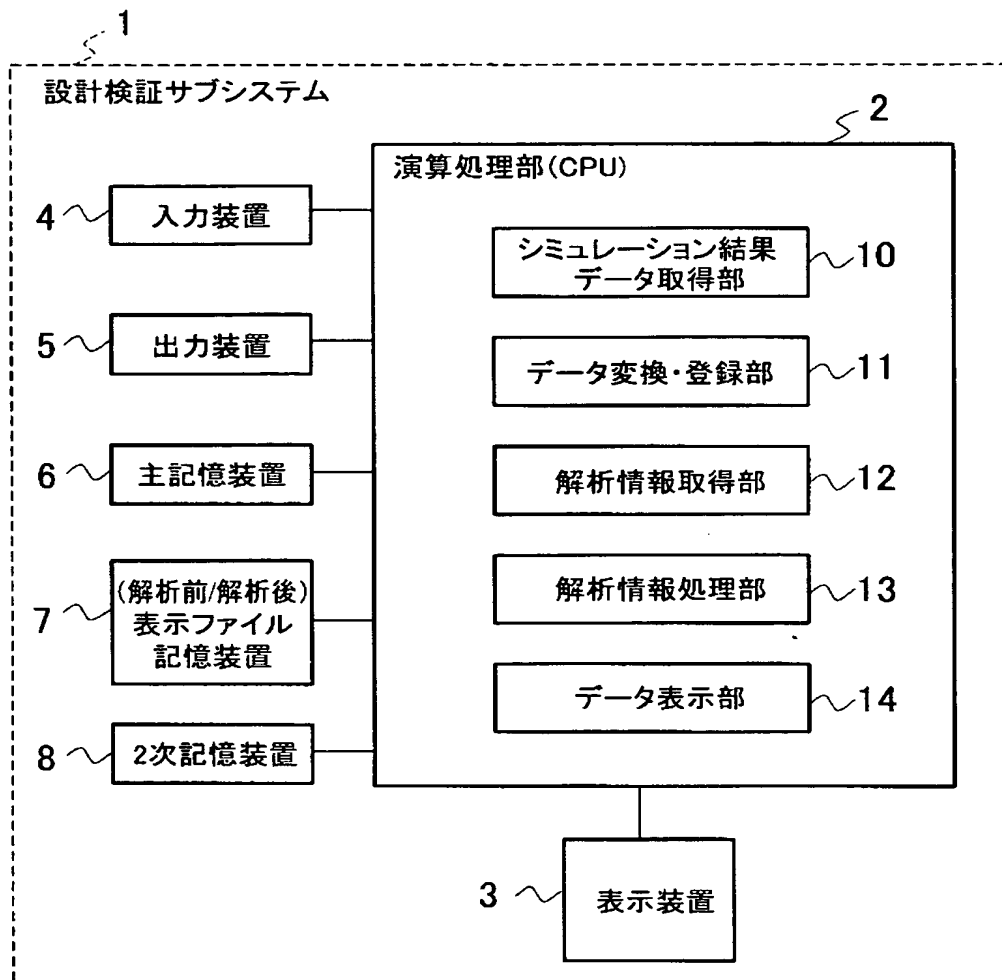 1
設計検証サブシステム
2
演算処理部(CPU)
4
入力装置
シミュレーション結果
データ取得部
10
5
出力装置
データ変換・登録部
11
6
主記憶装置
解析情報取得部
12
7
(解析前/解析後)
表示ファイル
記憶装置
解析情報処理部
13
データ表示部
14
8
2次記憶装置
3
表示装置